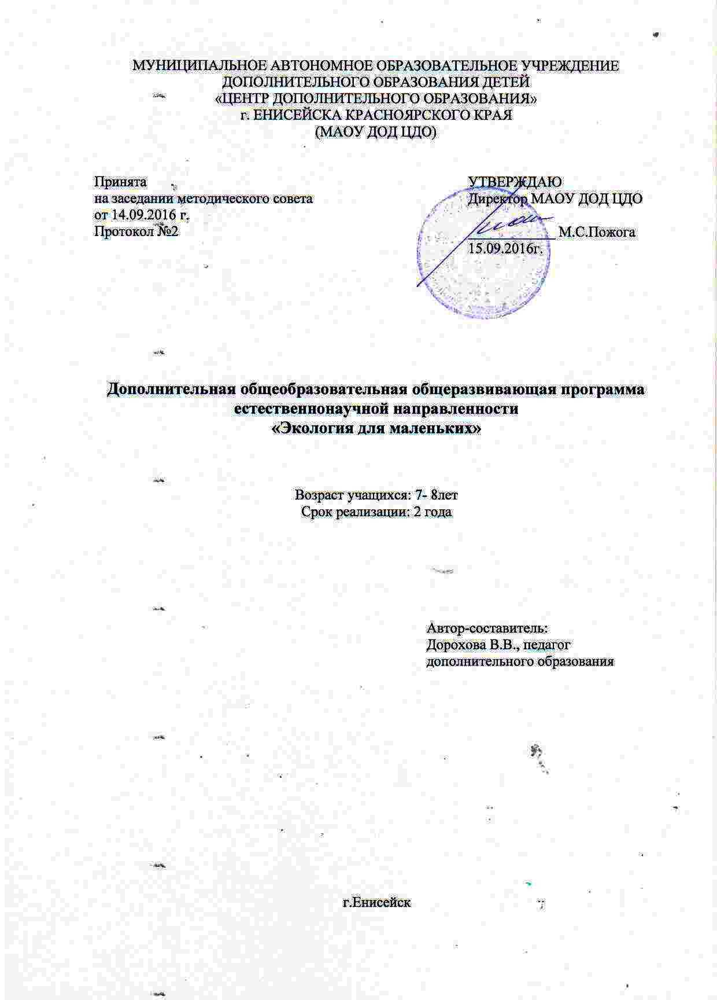 МУНИЦИПАЛЬНОЕ АВТОНОМНОЕ ОБРАЗОВАТЕЛЬНОЕ УЧРЕЖДЕНИЕ
ДОПОЛНИТЕЛЬНОГО ОБРАЗОВАНИЯ ДЕТЕЙ
«ЦЕНТР ДОПОЛНИТЕЛЬНОГО ОБРАЗОВАНИЯ»
г. ЕНИСЕЙСКА КРАСНОЯРСКОГО КРАЯ
(МАОУ ДОД ЦДО)
Принята
на заседании методического совета
от 14.09.2016 г.
Протокол №2
УТВЕРЖДАЮ
Директор МАОУ ДОД ЦДО
М.С.Пожога
15.09.2016г.
Дополнительная общеобразовательная общеразвивающая программа
естественнонаучной направленности
«Экология для маленьких»
Возраст учащихся: 7- 8лет
Срок реализации: 2 года
Автор-составитель:
Дорохова В.В., педагог
дополнительного образования
г.Енисейск